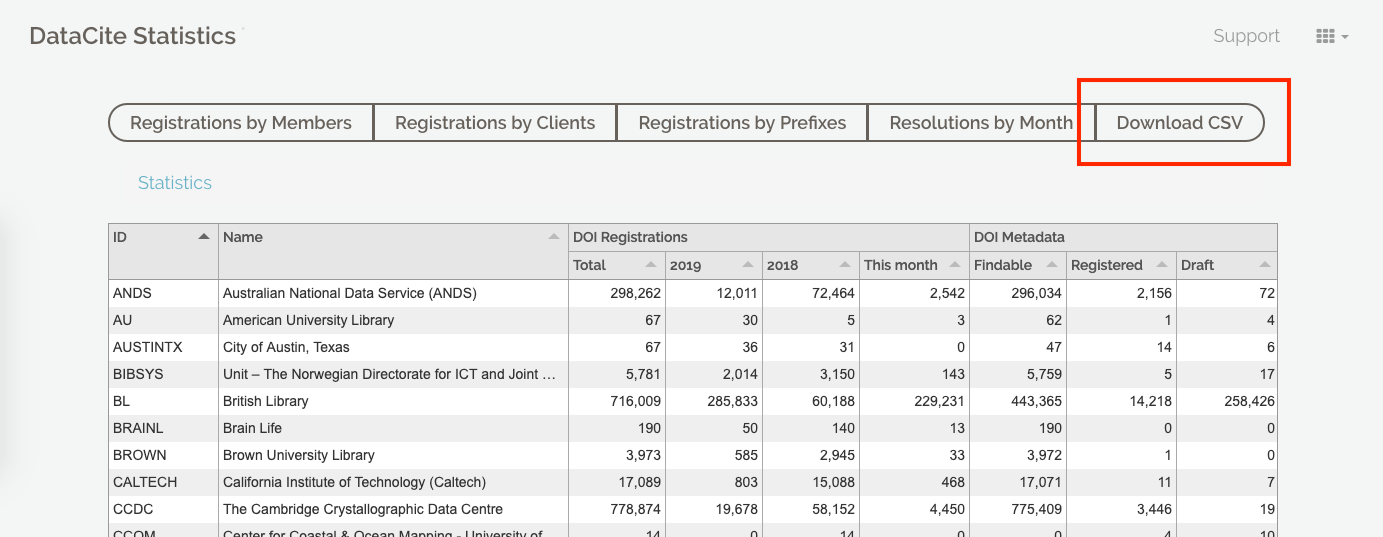 DataCite Statistics
Support
Registrations by Members Registrations by Clients Registrations by Prefixes Resolutions by Month Download CSV
Statistics
ID Name DOI Registrations DOI Metadata
Total 2019 2018 This month Findable Registered Draft
ANDS Australian National Data Service (ANDS) 298,262 12,011 72,464 2,542 296,034 2,156 72
AU American University Library 67 30 5 3 62 1 4
AUSTINTX City of Austin, Texas 67 36 31 0 47 14 6
BIBSYS Unit – The Norwegian Directorate for ICT and Joint … 5,781 2,014 3,150 143 5,759 5 17
BL British Library 716,009 285,833 60,188 229,231 443,365 14,218 258,426
BRAINL Brain Life 190 50 140 13 190 0 0
BROWN Brown University Library 3,973 585 2,945 33 3,972 1 0
CALTECH California Institute of Technology (Caltech) 17,089 803 15,088 468 17,071 11 7
CCDC The Cambridge Crystallographic Data Centre 778,874 19,678 58,152 4,450 775,409 3,446 19
CCOM Center for Coastal & Ocean Mapping - University of 14 0 14 0 0 4 10